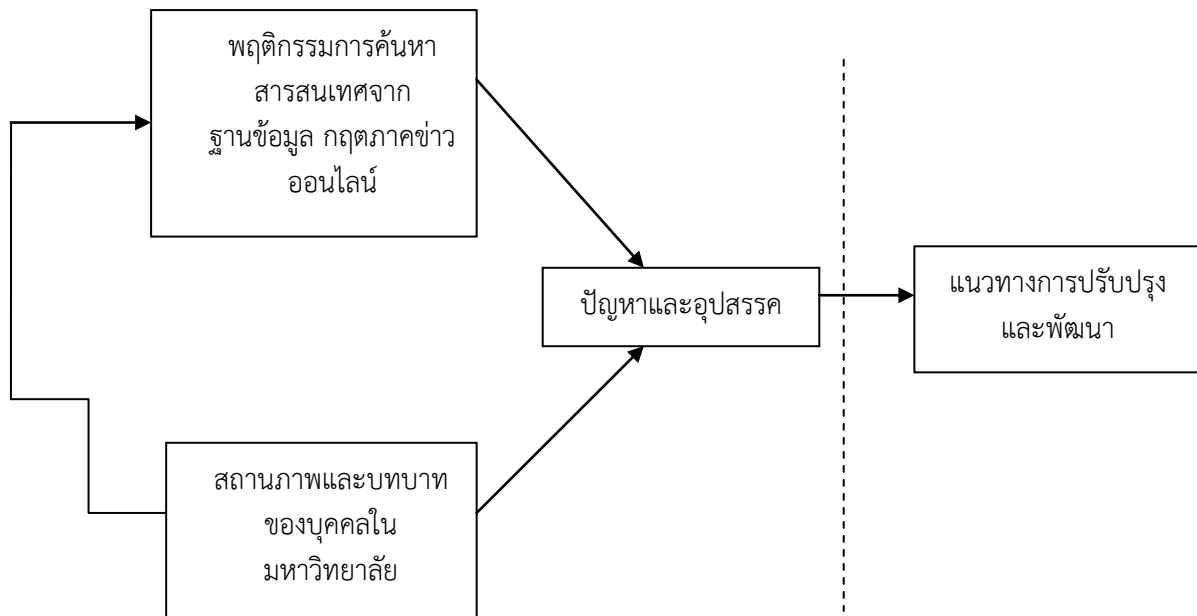 พฤติกรรมการค้นหา
สารสนเทศจาก
ฐานข้อมูล กฤตภาคข่าว
ออนไลน์
ปัญหาและอุปสรรค
แนวทางการปรับปรุง
และพัฒนา
สถานภาพและบทบาท
ของบุคคลใน
มหาวิทยาลัย